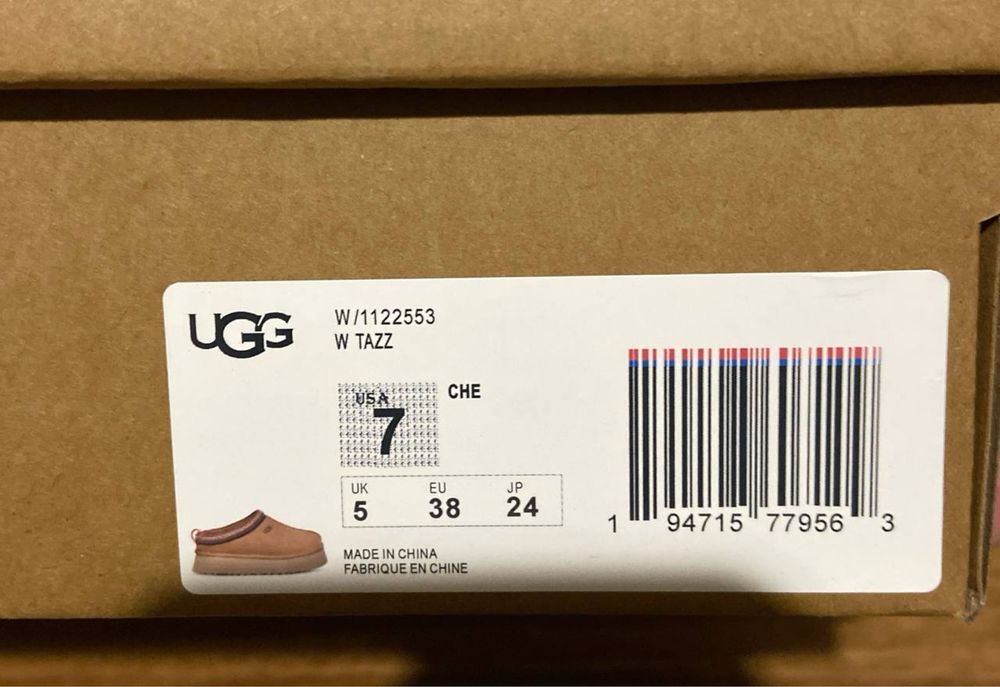 UGG
W/1122553
W TAZZ
USA
7
CHE
UK EU JP
5 38 24
MADE IN CHINA
FABRIQUE EN CHINE
1 94715 77956 3